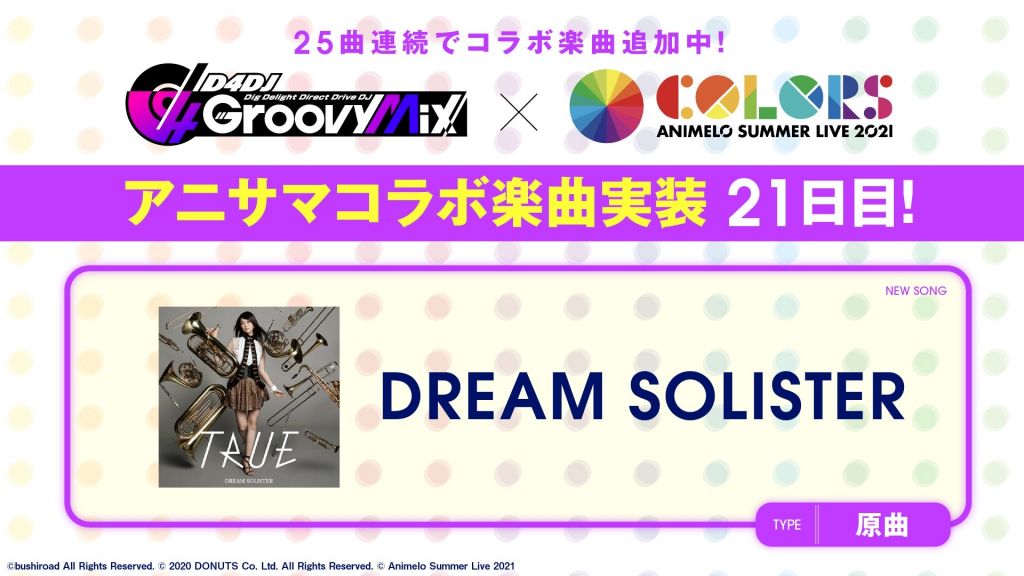 25曲連続でコラボ楽曲追加中!
D4DJ
Dig Delight Direct Drive DJ
GroovyMix
×
COLORS
ANIMELO SUMMER LIVE 2021
アニサマコラボ楽曲実装 21日目!
NEW SONG
DREAM SOLISTER
TRUE
DREAM SOLISTER
TYPE 原曲
©bushiroad All Rights Reserved. © 2020 DONUTS Co. Ltd. All Rights Reserved. © Animelo Summer Live 2021